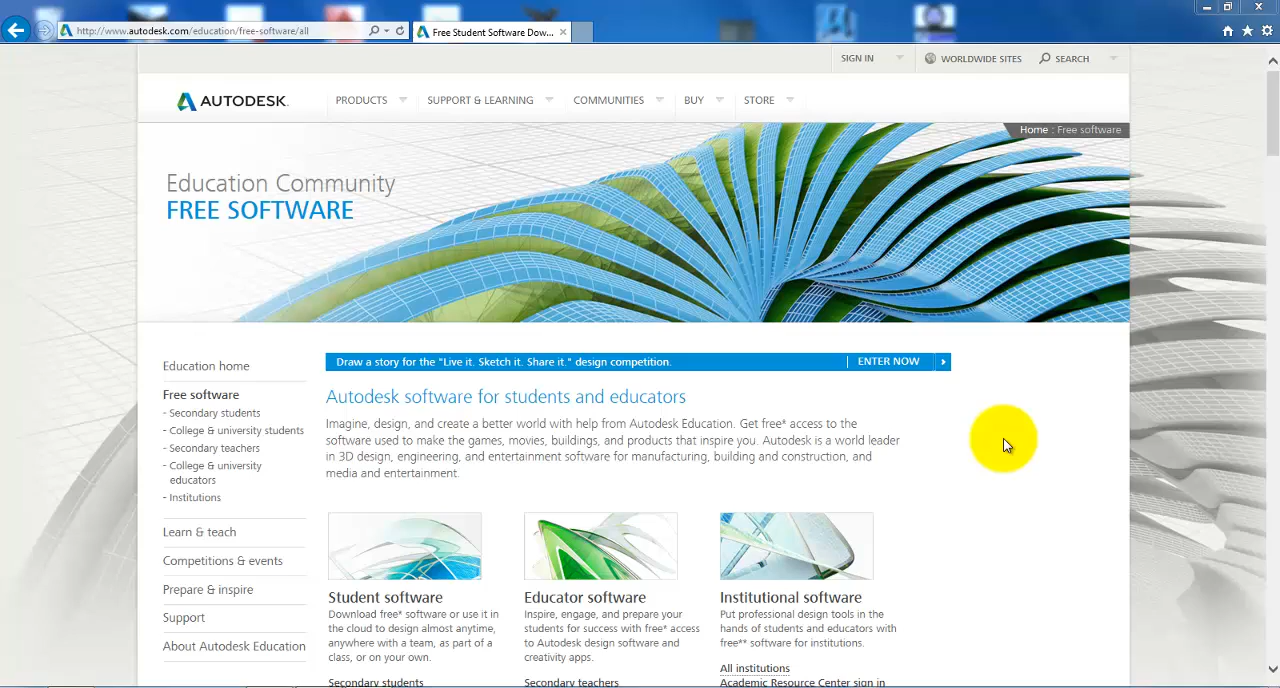 http://www.autodesk.com/education/free-software/all
Free Student Software Dow...
SIGN IN
WORLDWIDE SITES
SEARCH
AUTODESK.
PRODUCTS
SUPPORT & LEARNING
COMMUNITIES
BUY
STORE
Home : Free software
Education Community
FREE SOFTWARE
Education home
Free software
- Secondary students
- College & university students
- Secondary teachers
- College & university
educators
- Institutions
Learn & teach
Competitions & events
Prepare & inspire
Support
About Autodesk Education
Draw a story for the "Live it. Sketch it. Share it." design competition.
ENTER NOW
Autodesk software for students and educators
Imagine, design, and create a better world with help from Autodesk Education. Get free* access to the
software used to make the games, movies, buildings, and products that inspire you. Autodesk is a world leader
in 3D design, engineering, and entertainment software for manufacturing, building and construction, and
media and entertainment.
Student software
Download free* software or use it in
the cloud to design almost anytime,
anywhere with a team, as part of a
class, or on your own.
Secondary students
Educator software
Inspire, engage, and prepare your
students for success with free* access
to Autodesk design software and
creativity apps.
Secondary teachers
Institutional software
Put professional design tools in the
hands of students and educators with
free** software for institutions.
All institutions
Academic Resource Center sign in